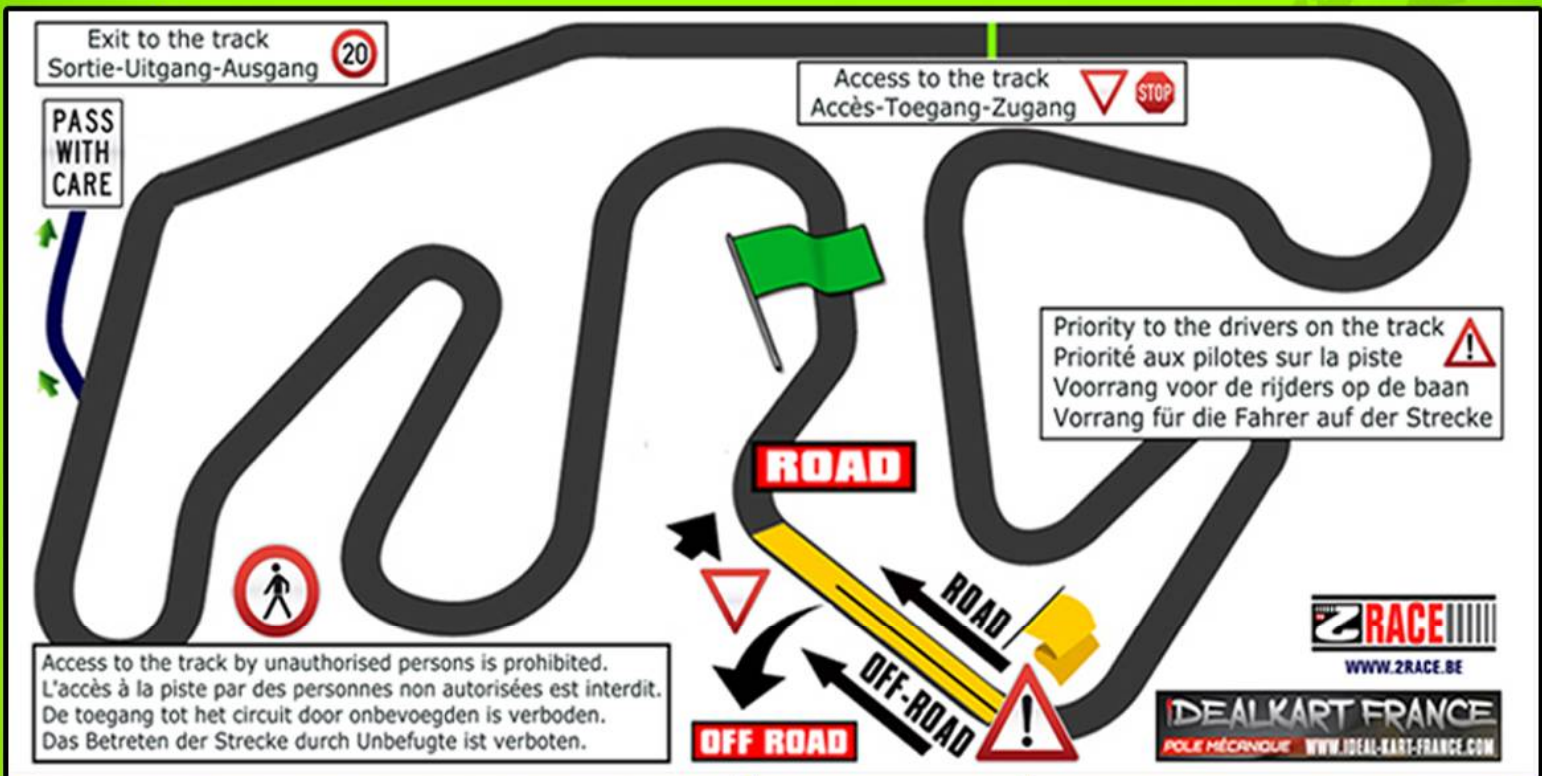 Exit to the track
Sortie-Uitgang-Ausgang
20
PASS
WITH
CARE
Access to the track
Accès-Toegang-Zugang
STOP
Priority to the drivers on the track
Priorité aux pilotes sur la piste
Voorrang voor de rijders op de baan
Vorrang für die Fahrer auf der Strecke
ROAD
ROAD
OFF-ROAD
OFF ROAD
Access to the track by unauthorised persons is prohibited.
L'accès à la piste par des personnes non autorisées est interdit.
De toegang tot het circuit door onbevoegden is verboden.
Das Betreten der Strecke durch Unbefugte ist verboten.
2RACE
WWW.2RACE.BE
IDEALKART FRANCE
POLE MÉCANIQUE WWW.IDEAL-KART-FRANCE.COM